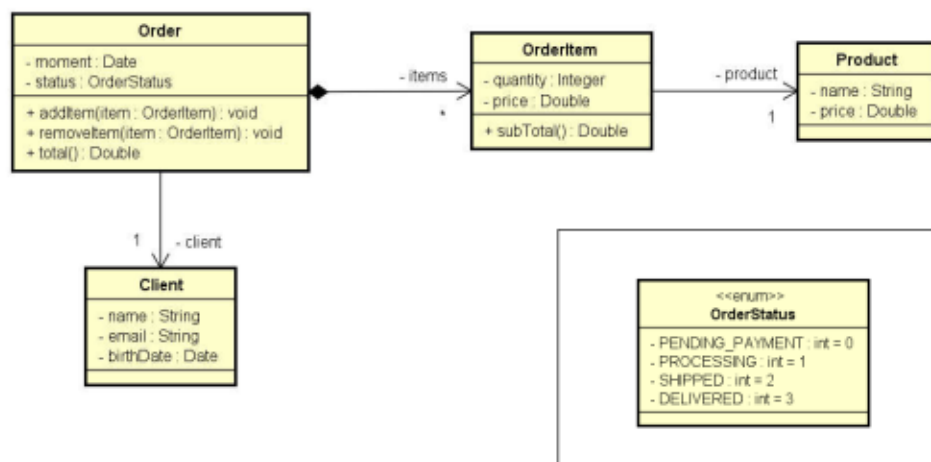 Order
- moment : Date
- status : OrderStatus
+ addItem(item : OrderItem) : void
+ removeItem(item : OrderItem) : void
+ total() : Double
- items
*
OrderItem
- quantity : Integer
- price : Double
+ subTotal() : Double
- product
1
Product
- name : String
- price : Double
1
- client
Client
- name : String
- email : String
- birthDate : Date
<<enum>>
OrderStatus
- PENDING_PAYMENT : int = 0
- PROCESSING : int = 1
- SHIPPED : int = 2
- DELIVERED : int = 3